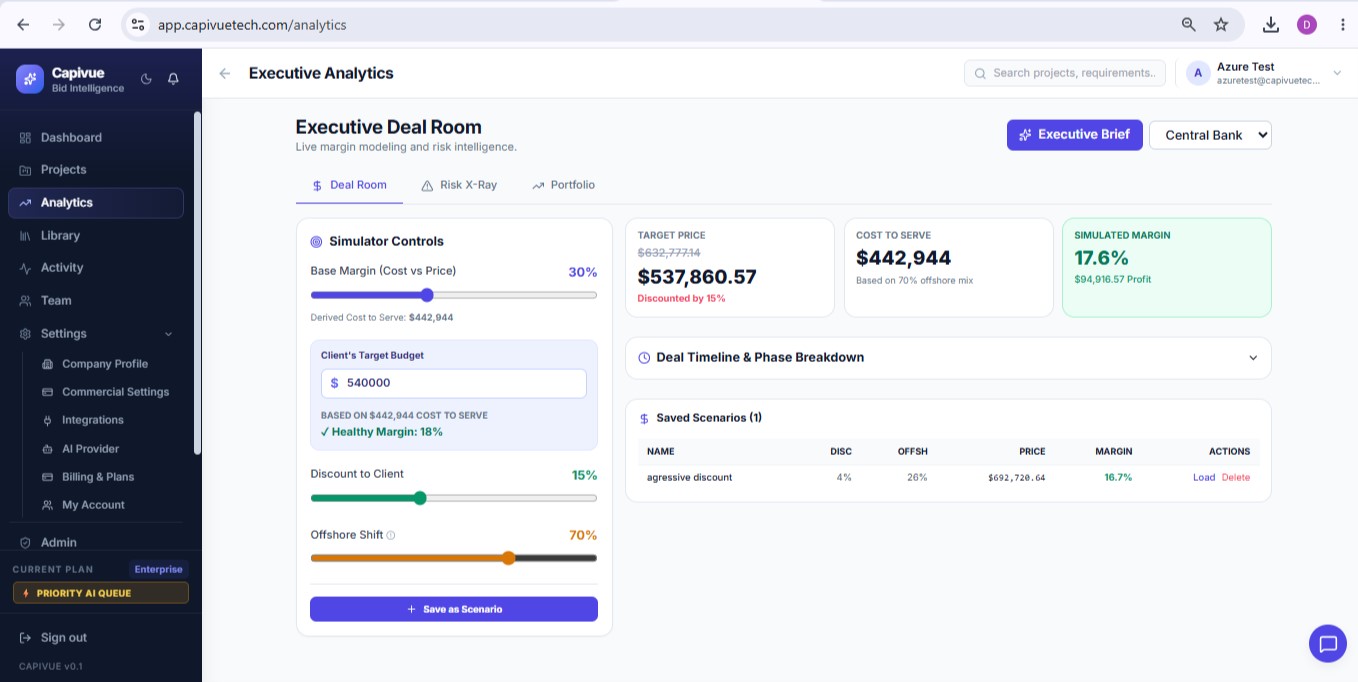 app.capivuetech.com/analytics
D
Capivue
Bid Intelligence
Dashboard
Projects
Analytics
Library
Activity
Team
Settings
Company Profile
Commercial Settings
Integrations
AI Provider
Billing & Plans
My Account
Admin
CURRENT PLAN
Enterprise
PRIORITY AI QUEUE
Sign out
CAPIVUE v0.1
Executive Analytics
Search projects, requirements..
A
Azure Test
azuretest@capivuetec...
Executive Deal Room
Live margin modeling and risk intelligence.
Executive Brief
Central Bank
Deal Room
Risk X-Ray
Portfolio
Simulator Controls
Base Margin (Cost vs Price) 30%
Derived Cost to Serve: $442,944
Client's Target Budget
$ 540000
BASED ON $442,944 COST TO SERVE
✓ Healthy Margin: 18%
Discount to Client 15%
Offshore Shift 70%
+ Save as Scenario
TARGET PRICE
$632,777.14
$537,860.57
Discounted by 15%
COST TO SERVE
$442,944
Based on 70% offshore mix
SIMULATED MARGIN
17.6%
$94,916.57 Profit
Deal Timeline & Phase Breakdown
$ Saved Scenarios (1)
NAME DISC OFFSH PRICE MARGIN ACTIONS
agressive discount 4% 26% $692,720.64 16.7% Load Delete